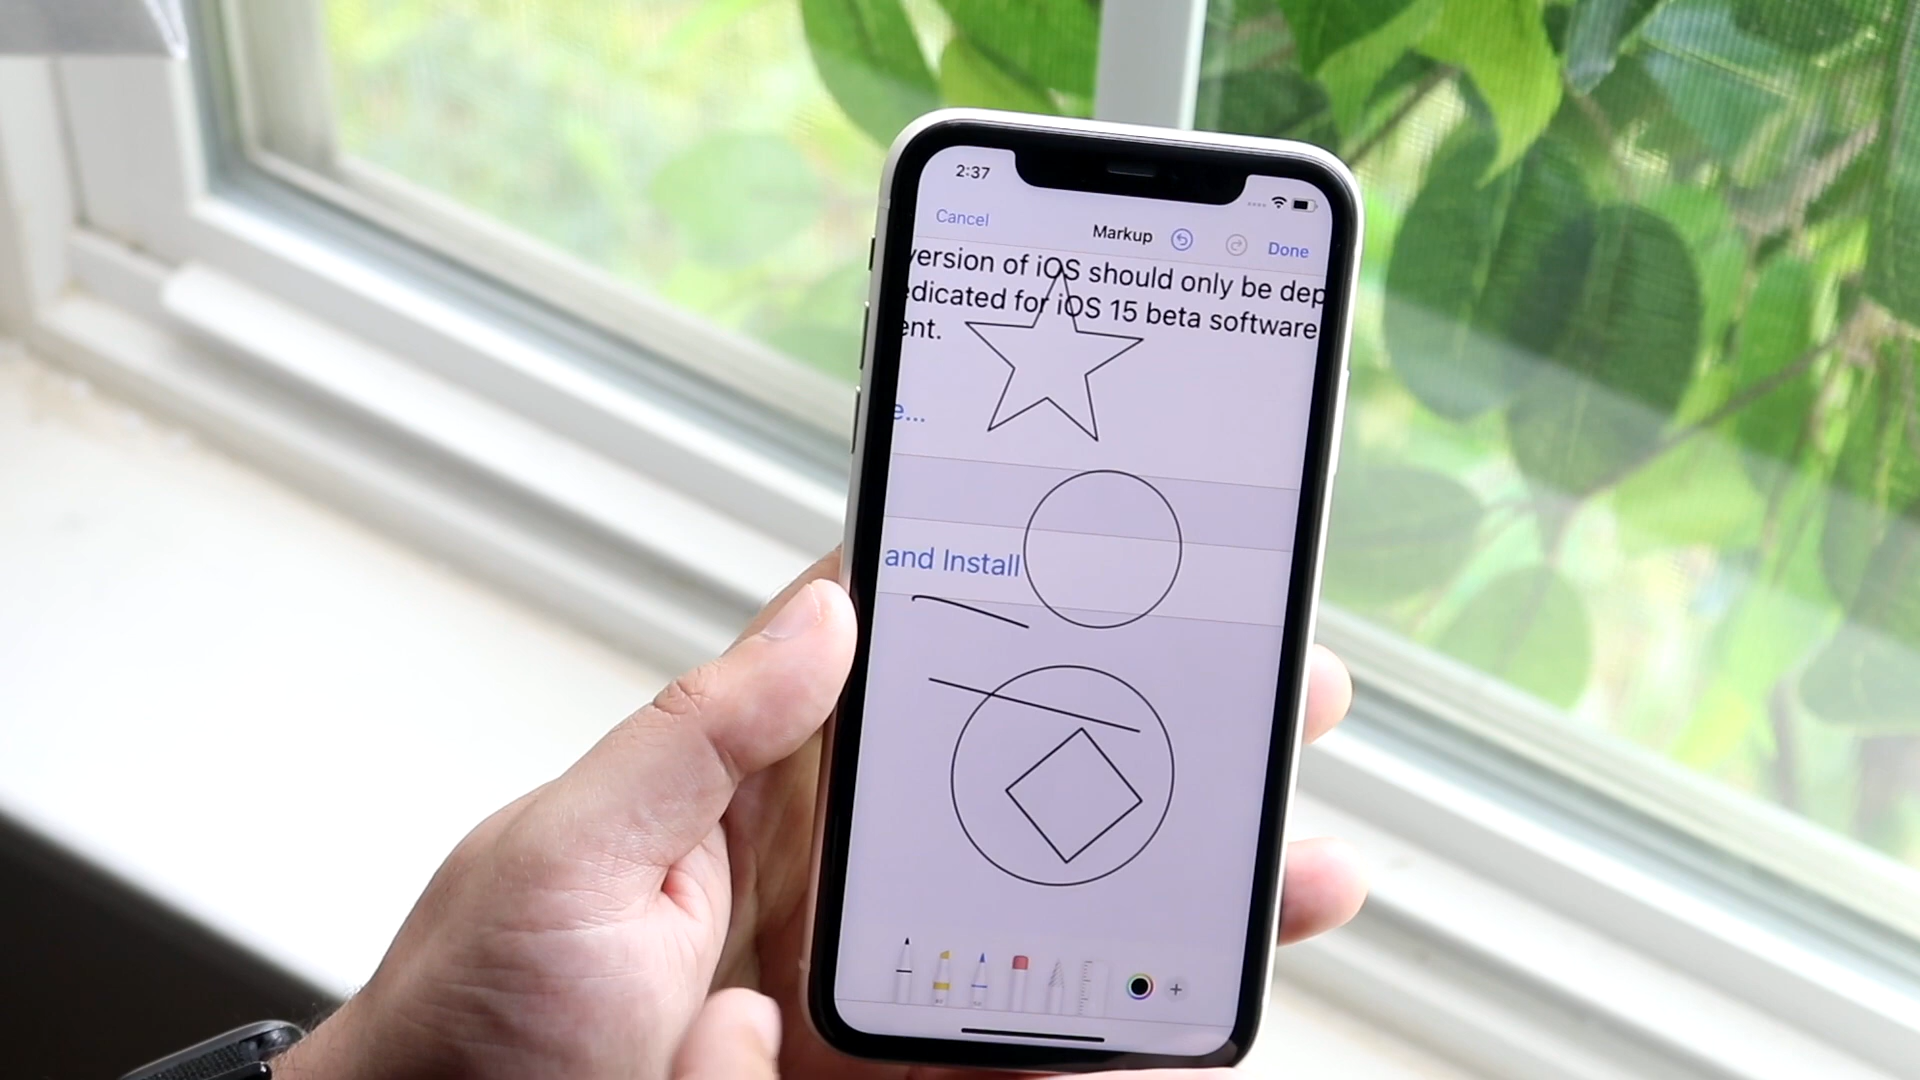 2:37
Cancel
Markup
Done
version of iOS should only be dep
edicated for iOS 15 beta software
ent.
e...
and Install